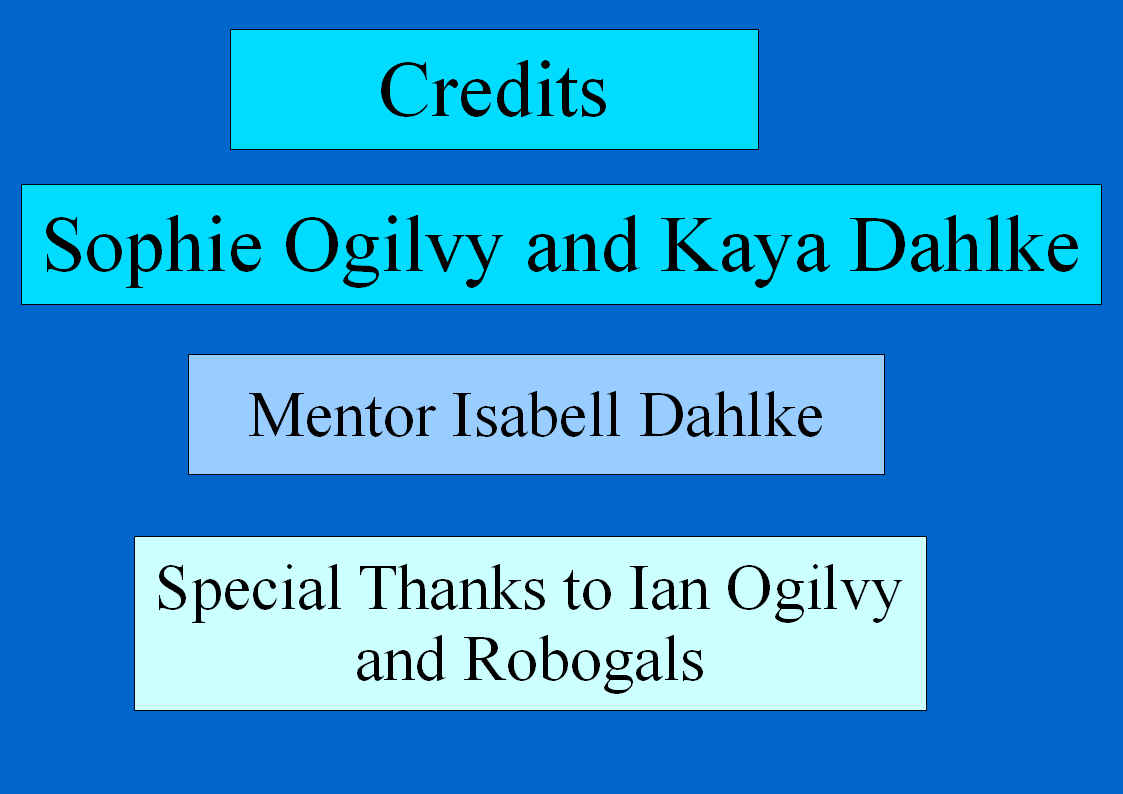 Credits
Sophie Ogilvy and Kaya Dahlke
Mentor Isabell Dahlke
Special Thanks to Ian Ogilvy
and Robogals